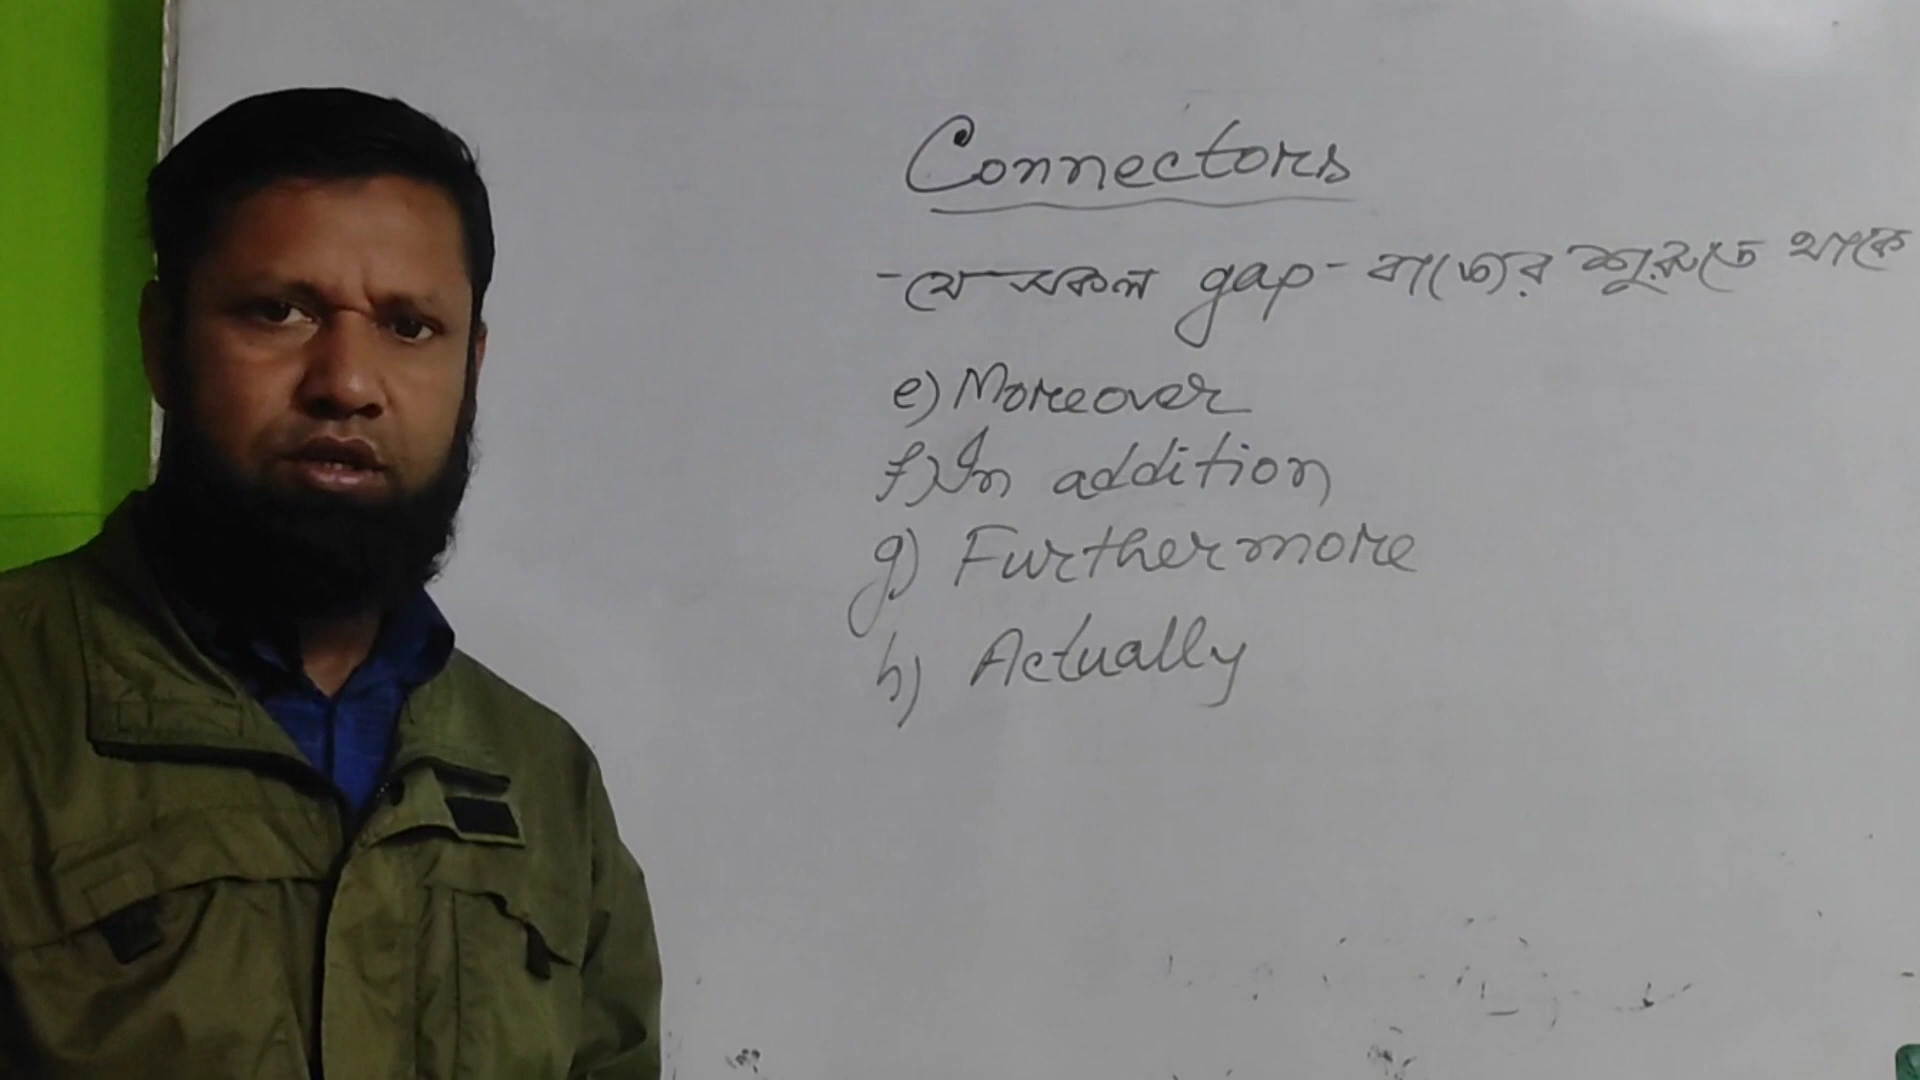 Connectors
- যে সকল gap - বাক্যের শুরুতে থাকে
e) Moreover
f) In addition
g) Furthermore
h) Actually